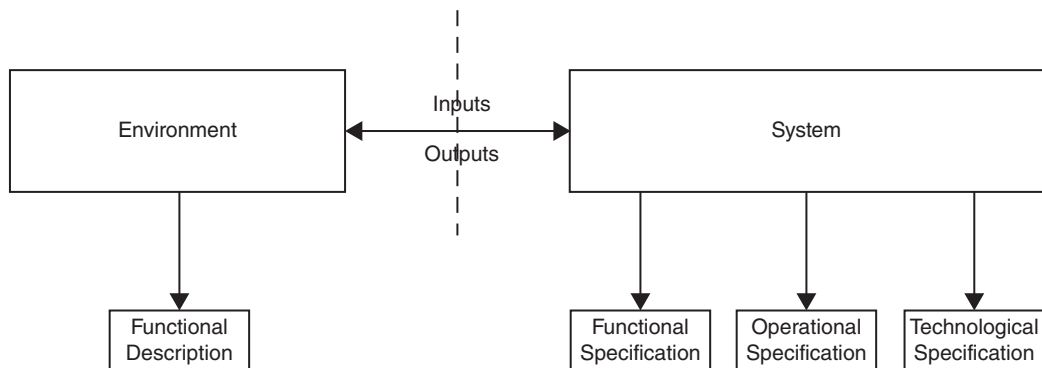 Inputs
Environment
System
Outputs
Functional
Description
Functional
Specification
Operational
Specification
Technological
Specification